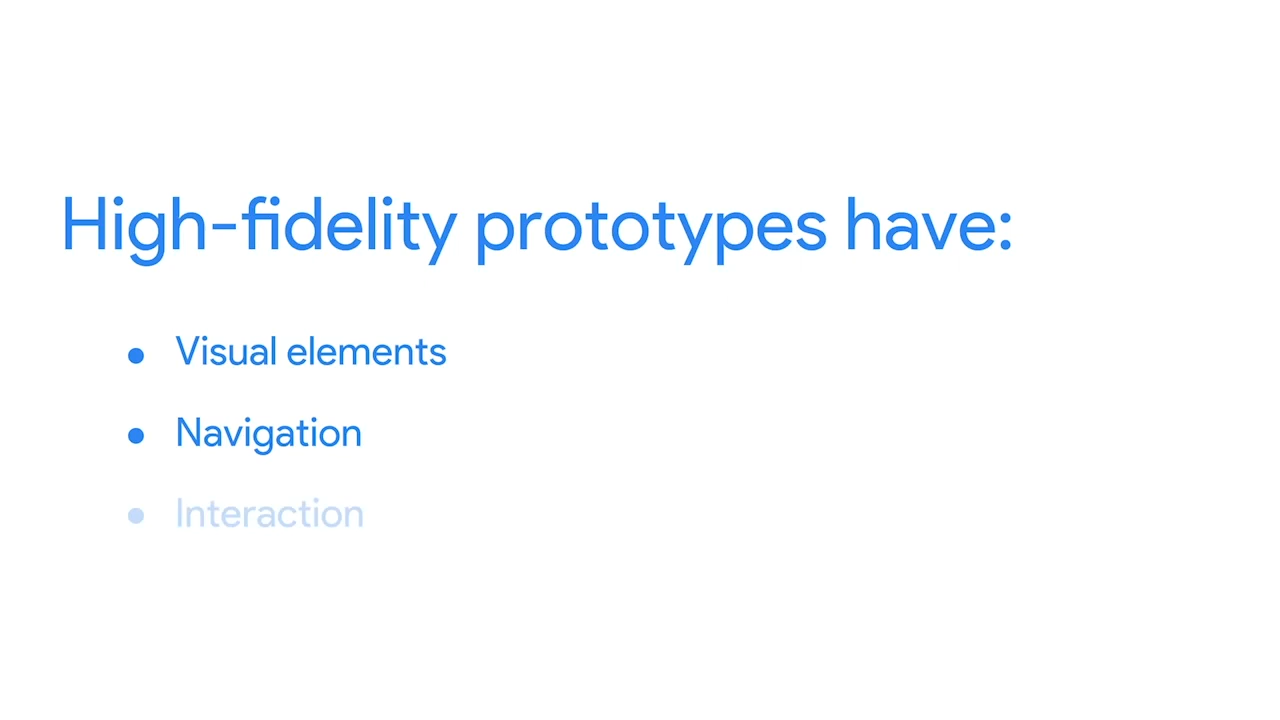 High-fidelity prototypes have:
● Visual elements
● Navigation
● Interaction